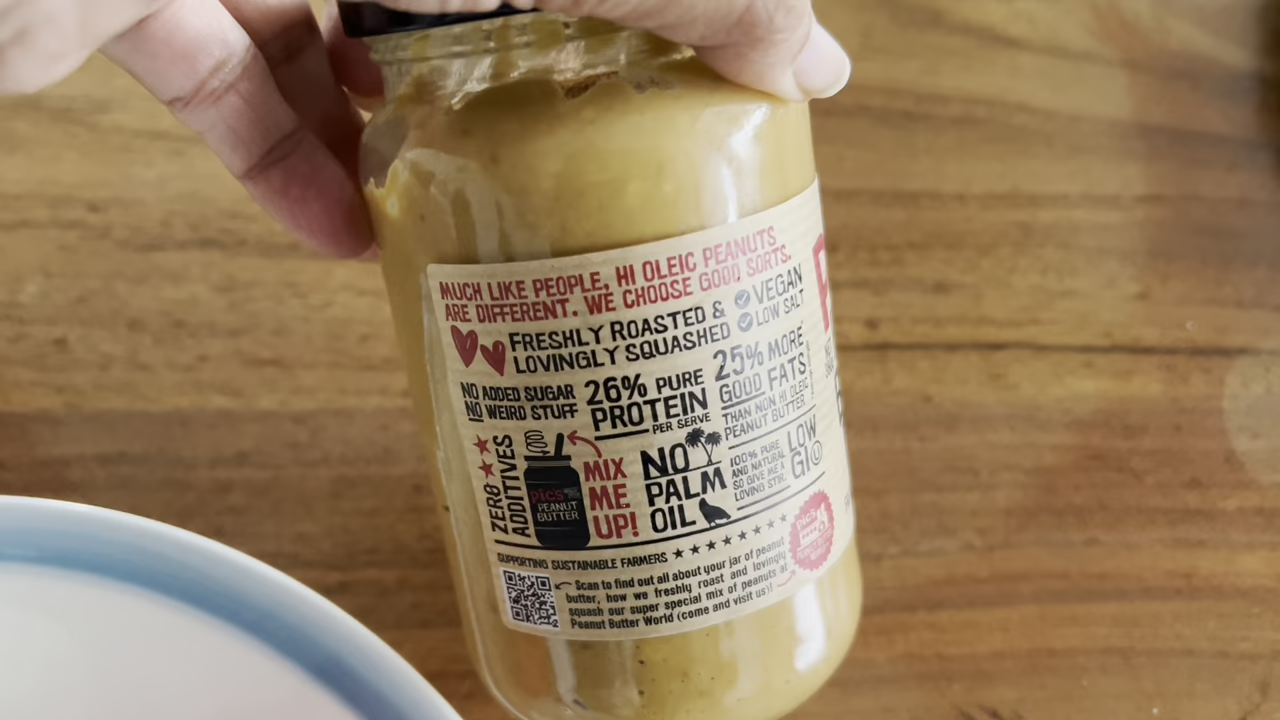 MUCH LIKE PEOPLE, HI OLEIC PEANUTS
ARE DIFFERENT. WE CHOOSE GOOD SORTS.
FRESHLY ROASTED &
LOVINGLY SQUASHED
VEGAN
LOW SALT
NO ADDED SUGAR
NO WEIRD STUFF
26% PURE
PROTEIN
PER SERVE
25% MORE
GOOD FATS
THAN NON HI OLEIC
PEANUT BUTTER
ZERO
ADDITIVES
pics
PEANUT
BUTTER
MIX
ME
UP!
NO
PALM
OIL
100% PURE
AND NATURAL
SO GIVE ME A
LOVING STIR.
LOW
GI
SUPPORTING SUSTAINABLE FARMERS
Scan to find out all about your jar of peanut
butter, how we freshly roast and lovingly
squash our super special mix of peanuts at
Peanut Butter World (come and visit us)!
pics